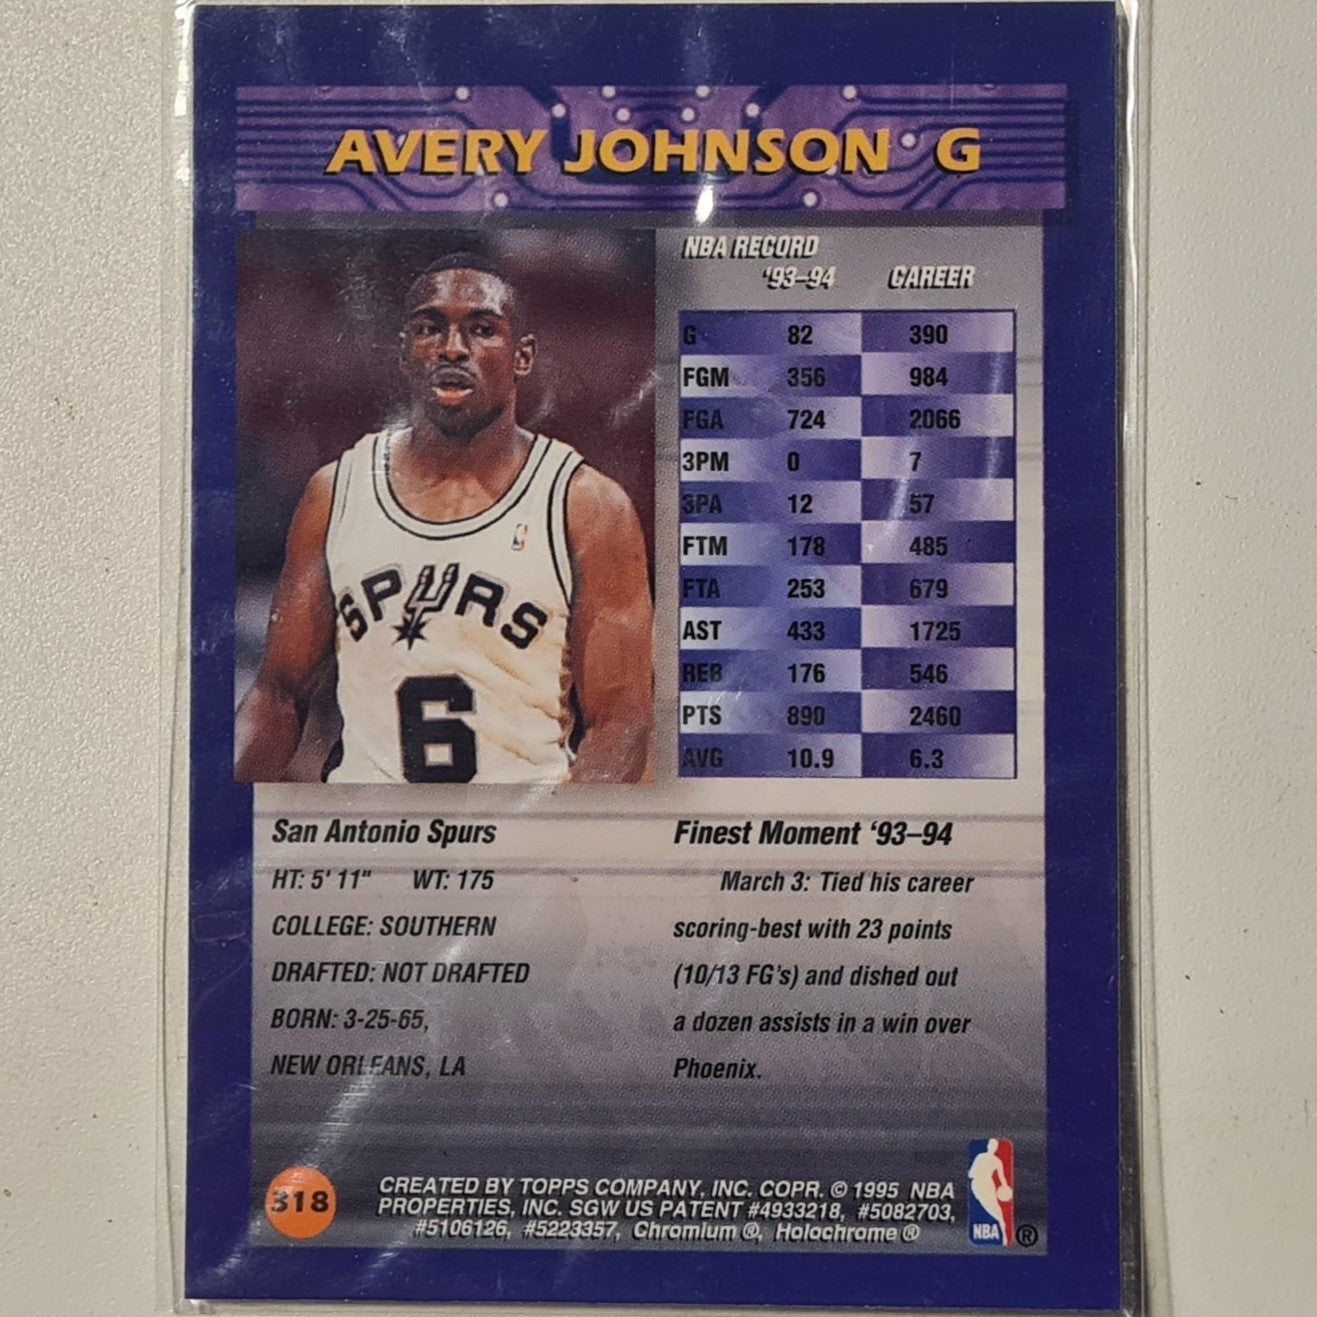 AVERY JOHNSON • G
NBA RECORD
'93–94 CAREER
G 82 390
FGM 356 984
FGA 724 2066
3PM 0 7
3PA 12 57
FTM 178 485
FTA 253 679
AST 433 1725
REB 176 546
PTS 890 2460
AVG 10.9 6.3
SPURS
6
San Antonio Spurs
HT: 5' 11" WT: 175
COLLEGE: SOUTHERN
DRAFTED: NOT DRAFTED
BORN: 3-25-65,
NEW ORLEANS, LA
Finest Moment '93–94
March 3: Tied his career
scoring-best with 23 points
(10/13 FG's) and dished out
a dozen assists in a win over
Phoenix.
318
CREATED BY TOPPS COMPANY, INC. COPR. © 1995 NBA
PROPERTIES, INC. SGW US PATENT #4933218, #5082703,
#5106126, #5223357, Chromium ®, Holochrome ®
NBA ®